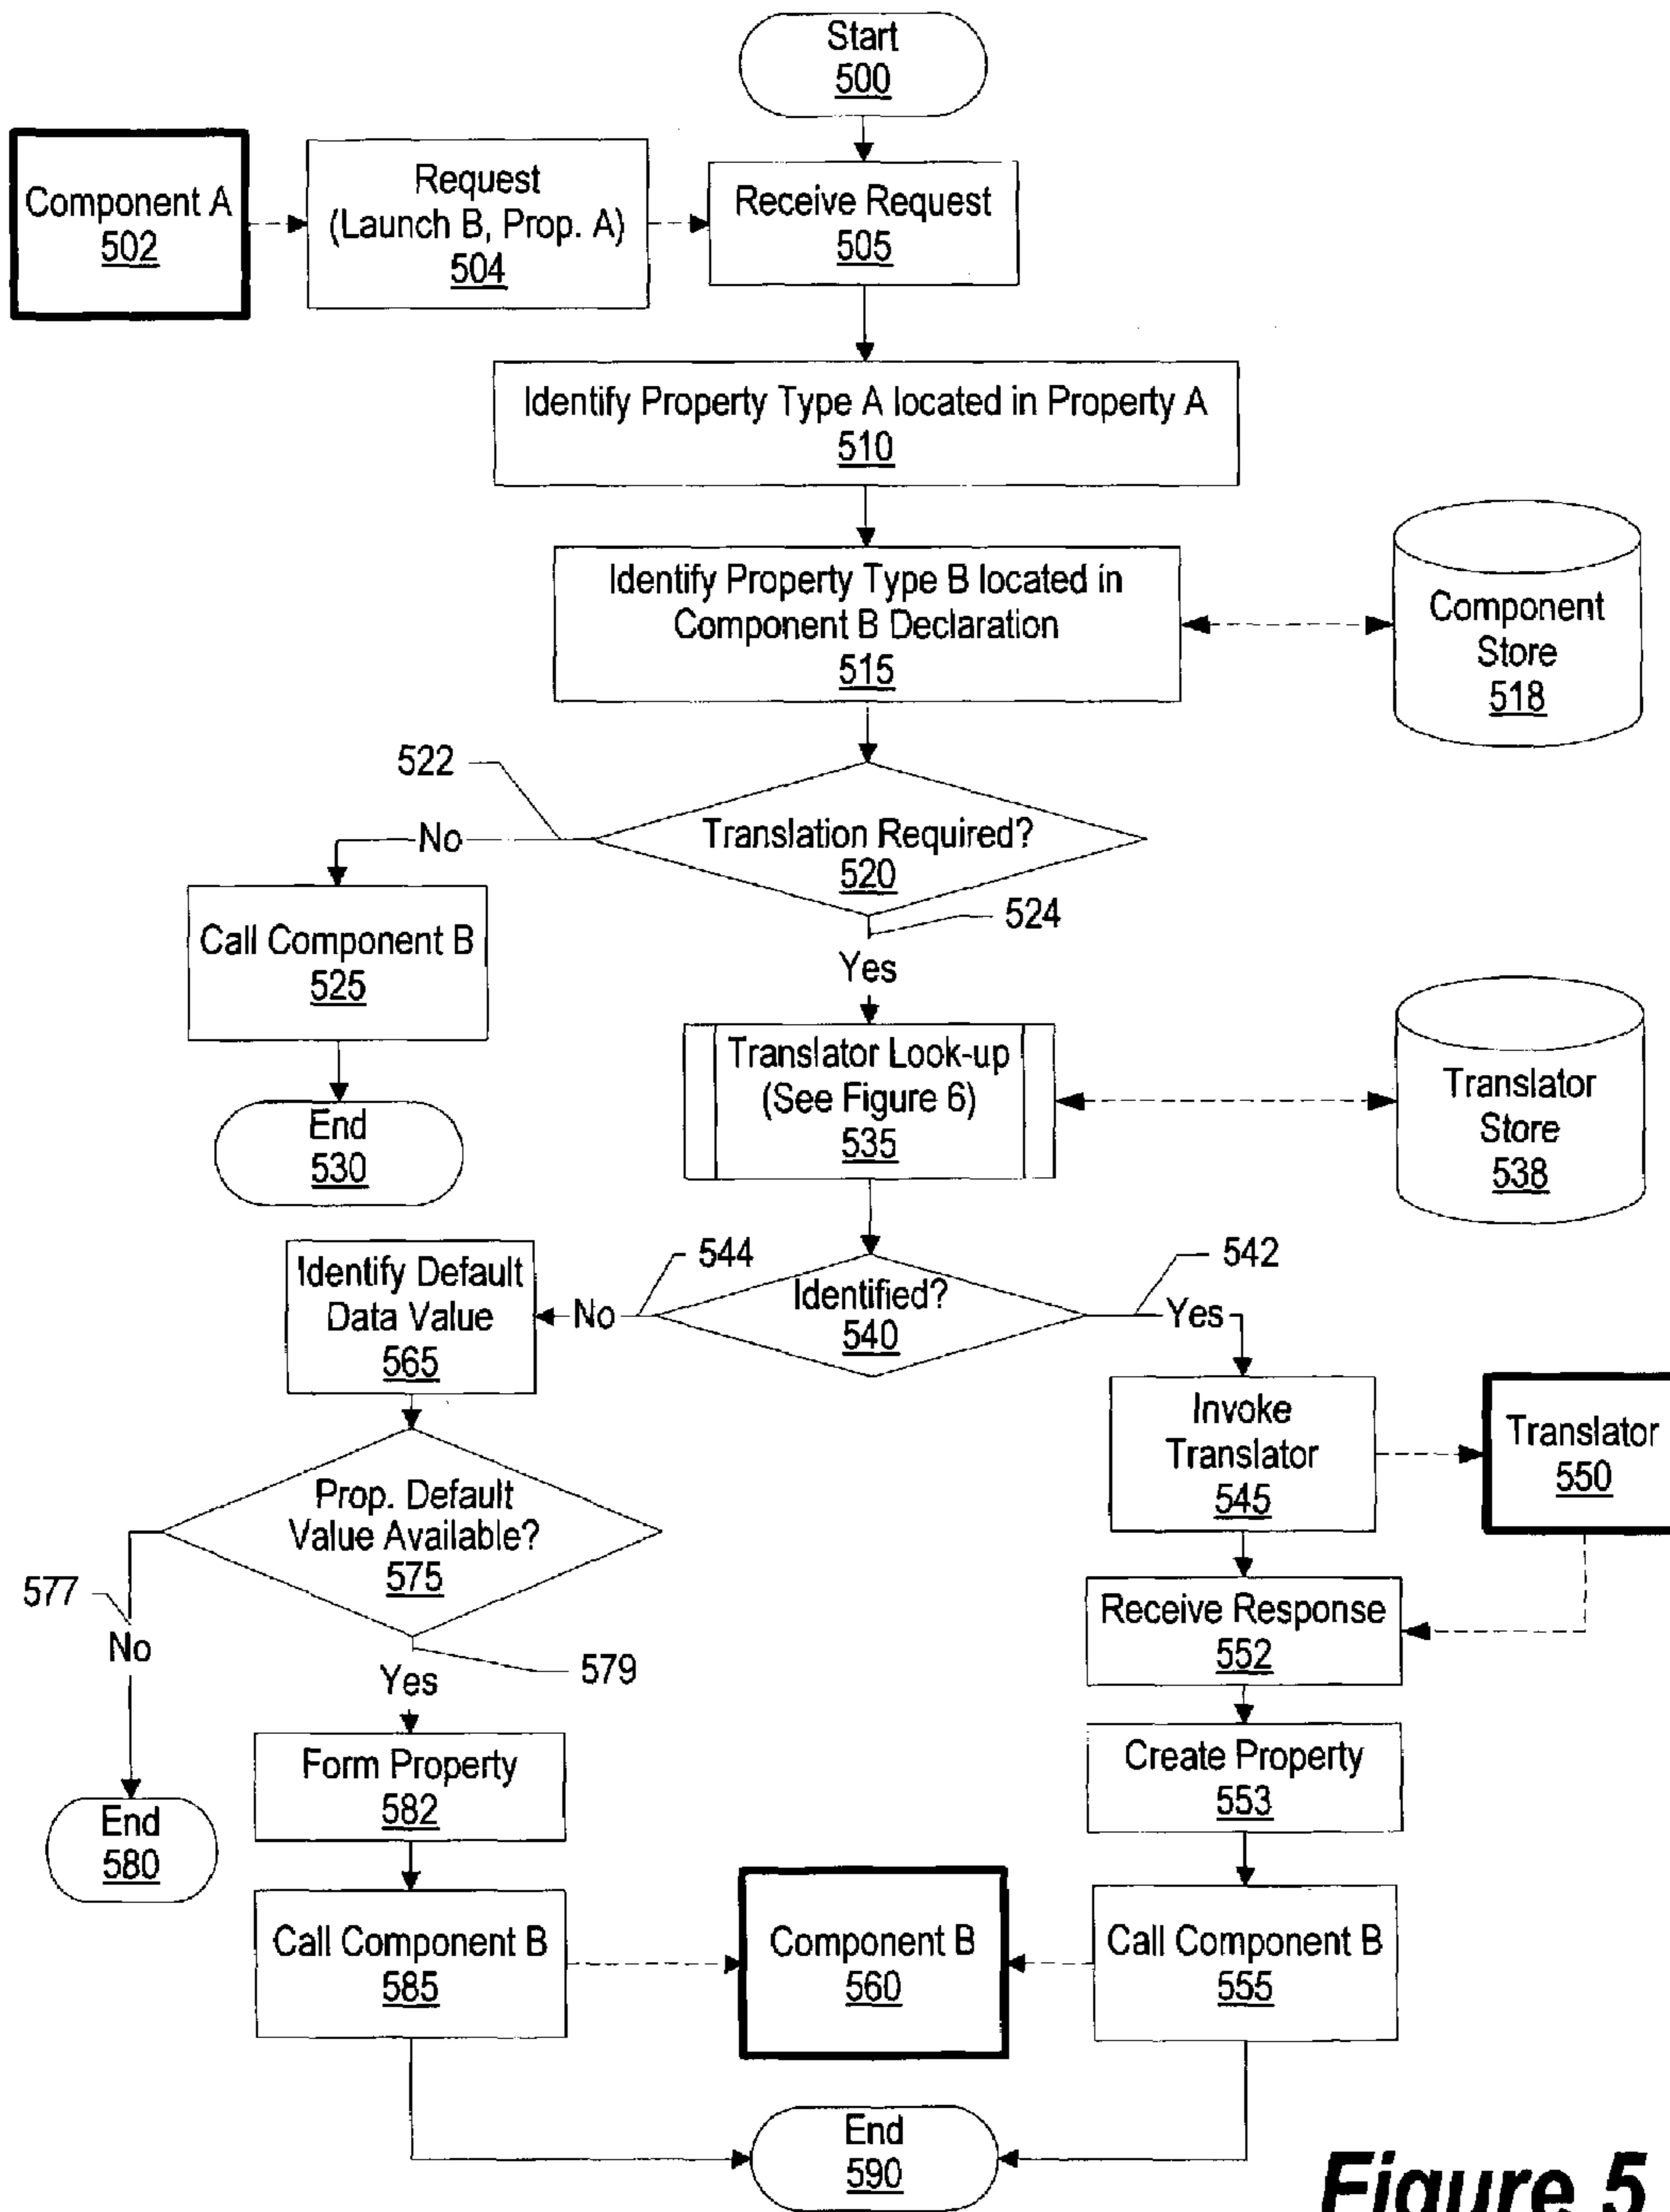 Start
500
Component A
502
Request
(Launch B, Prop. A)
504
Receive Request
505
Identify Property Type A located in Property A
510
Identify Property Type B located in
Component B Declaration
515
Component
Store
518
522
No
Translation Required?
520
524
Yes
Call Component B
525
End
530
Translator Look-up
(See Figure 6)
535
Translator
Store
538
Identify Default
Data Value
565
544
No
Identified?
540
542
Yes
Invoke
Translator
545
Translator
550
Prop. Default
Value Available?
575
577
No
579
Yes
Receive Response
552
Form Property
582
Create Property
553
End
580
Call Component B
585
Component B
560
Call Component B
555
End
590
Figure 5